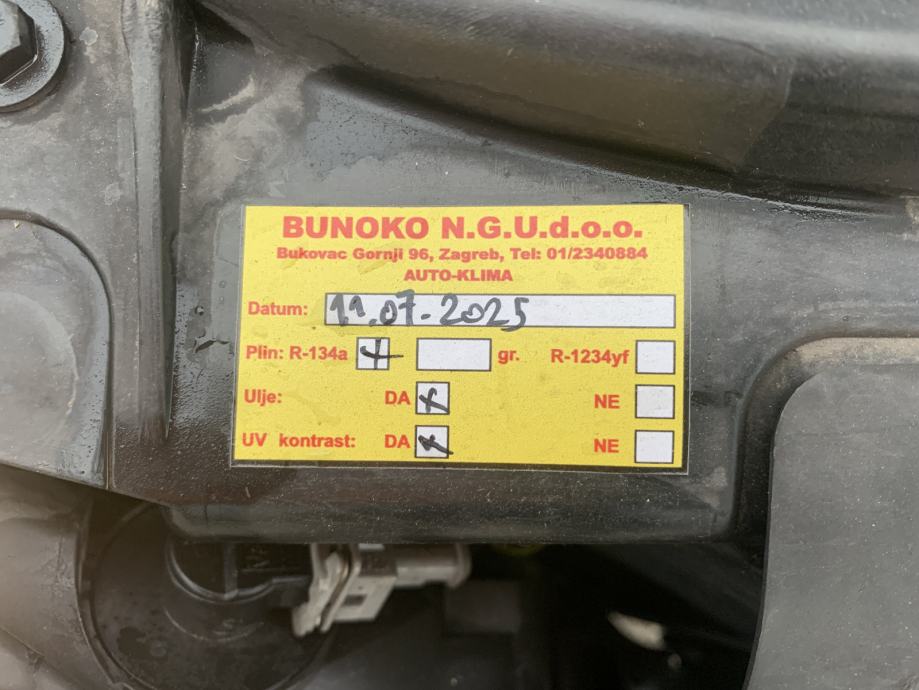 BUNOKO N.G.U.d.o.o.
Bukovac Gornji 96, Zagreb, Tel: 01/2340884
AUTO-KLIMA
Datum: 11.07.2025
Plin: R-134a gr. R-1234yf
Ulje: DA NE
UV kontrast: DA NE